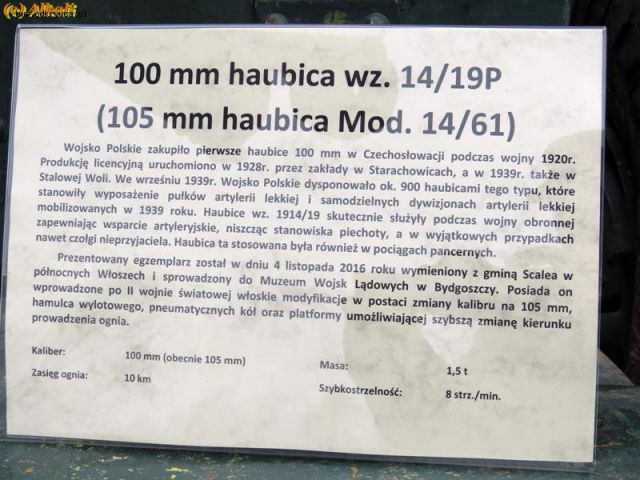 (c) Alkali
100 mm haubica wz. 14/19P
(105 mm haubica Mod. 14/61)
Wojsko Polskie zakupiło pierwsze haubice 100 mm w Czechosłowacji podczas wojny 1920r.
Produkcję licencyjną uruchomiono w 1928r. przez zakłady w Starachowicach, a w 1939r. także w
Stalowej Woli. We wrześniu 1939r. Wojsko Polskie dysponowało ok. 900 haubicami tego typu, które
stanowiły wyposażenie pułków artylerii lekkiej i samodzielnych dywizjonach artylerii lekkiej
mobilizowanych w 1939 roku. Haubice wz. 1914/19 skutecznie służyły podczas wojny obronnej
zapewniając wsparcie artyleryjskie, niszcząc stanowiska piechoty, a w wyjątkowych przypadkach
nawet czołgi nieprzyjaciela. Haubica ta stosowana była również w pociągach pancernych.
Prezentowany egzemplarz został w dniu 4 listopada 2016 roku wymieniony z gminą Scalea w
północnych Włoszech i sprowadzony do Muzeum Wojsk Lądowych w Bydgoszczy. Posiada on
wprowadzone po II wojnie światowej włoskie modyfikacje w postaci zmiany kalibru na 105 mm,
hamulca wylotowego, pneumatycznych kół oraz platformy umożliwiającej szybszą zmianę kierunku
prowadzenia ognia.
Kaliber: 100 mm (obecnie 105 mm)
Zasięg ognia: 10 km
Masa: 1,5 t
Szybkostrzelność: 8 strz./min.